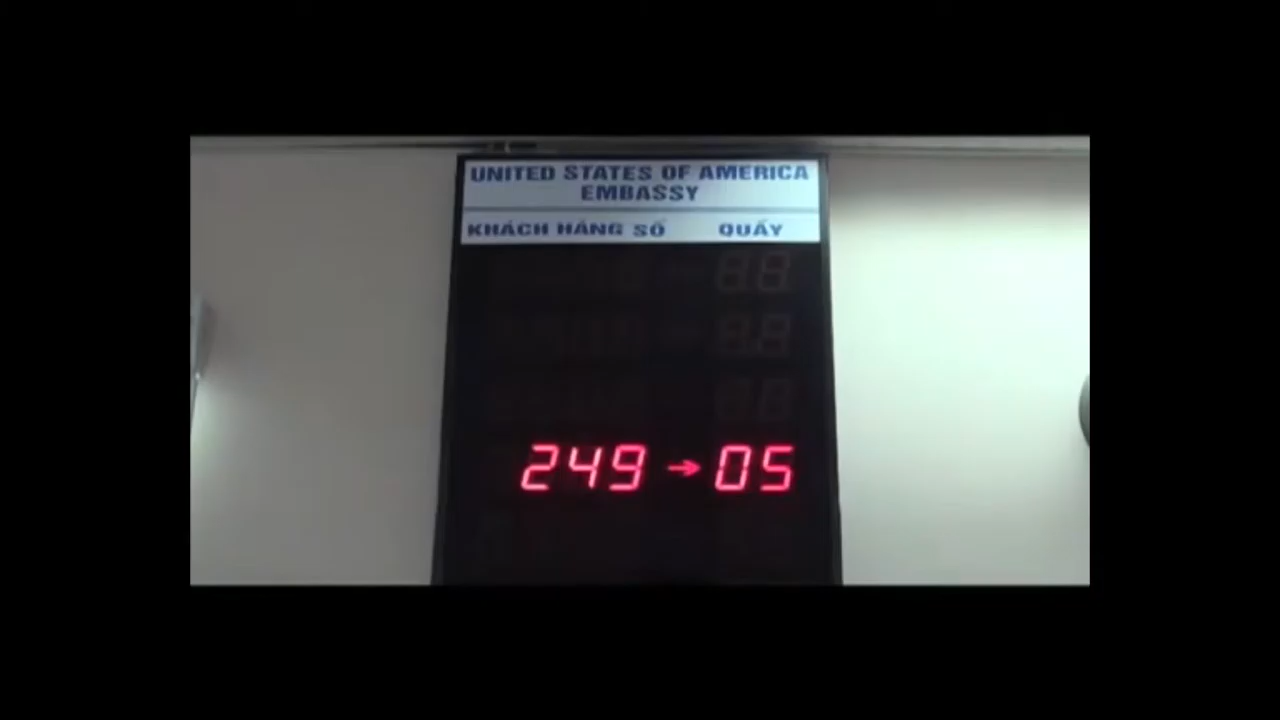 UNITED STATES OF AMERICA
EMBASSY
KHÁCH HÀNG SỐ QUẦY
249 → 05